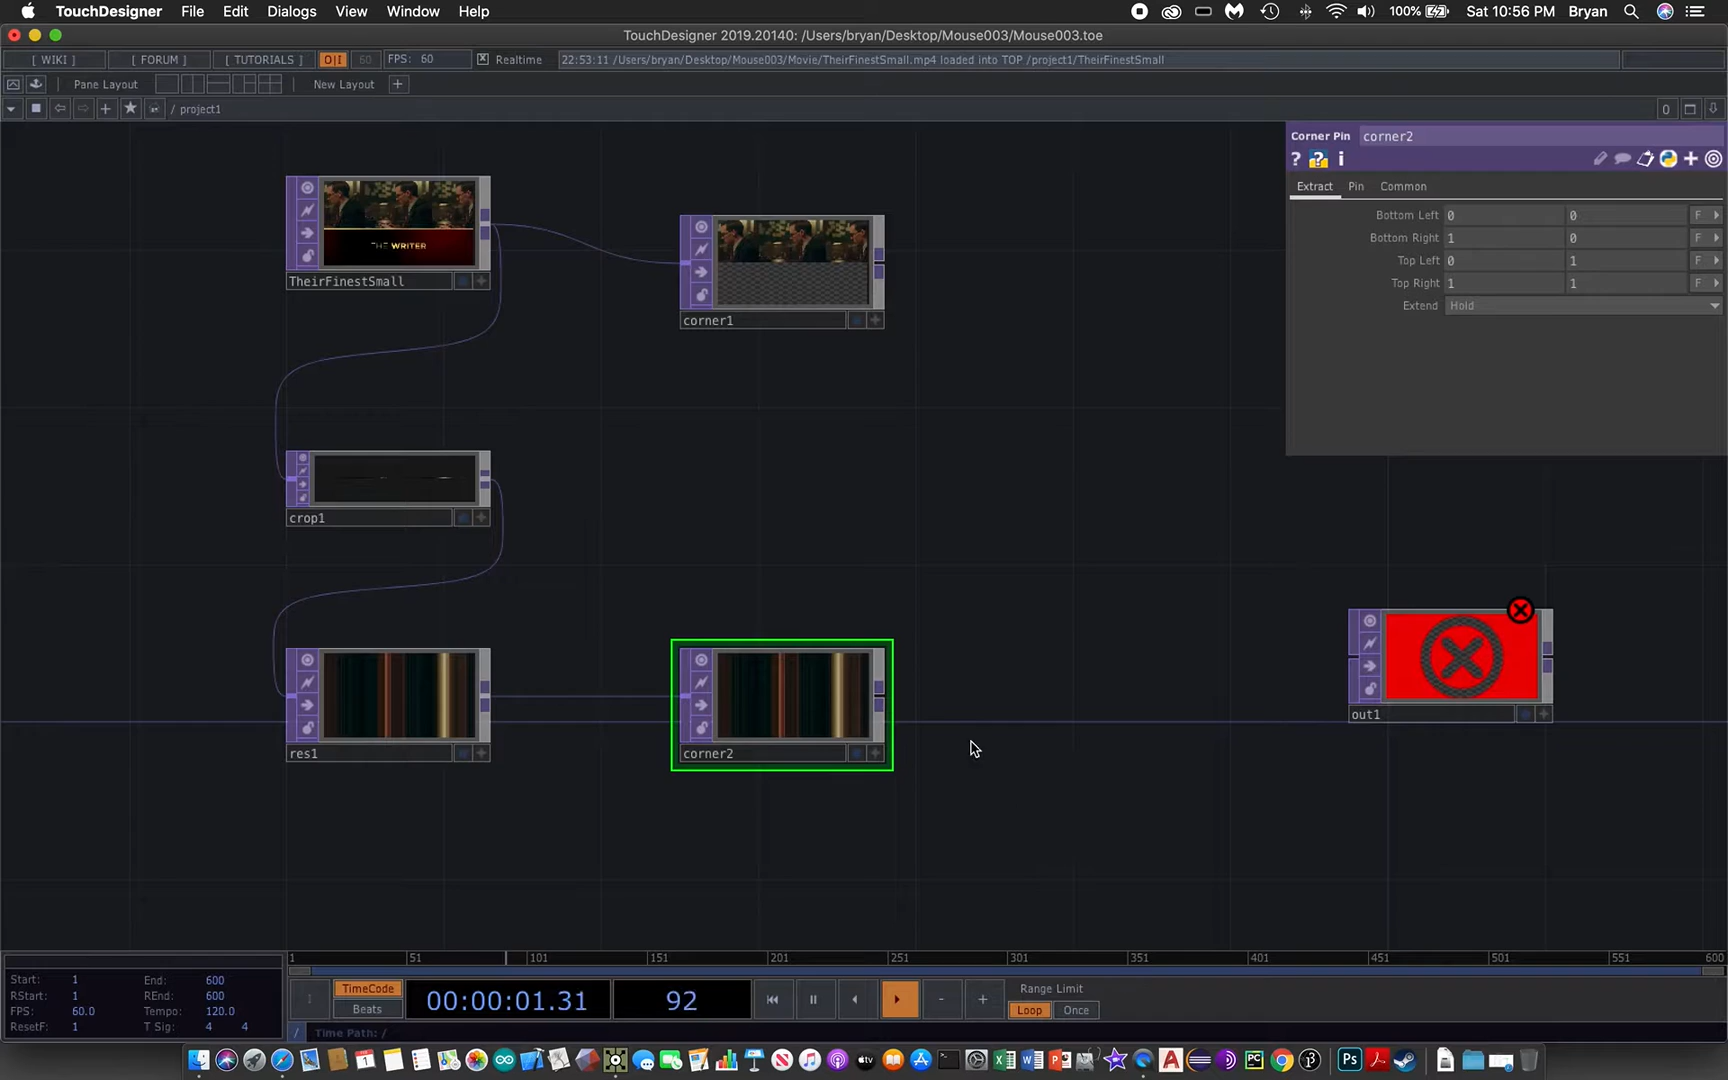 TouchDesigner File Edit Dialogs View Window Help 100% Sat 10:56 PM Bryan
TouchDesigner 2019.20140: /Users/bryan/Desktop/Mouse003/Mouse003.toe
[ WIKI ] [ FORUM ] [ TUTORIALS ] O|I 60 FPS: 60 Realtime 22:53:11 /Users/bryan/Desktop/Mouse003/Movie/TheirFinestSmall.mp4 loaded into TOP /project1/TheirFinestSmall
Pane Layout New Layout +
/ project1 0
Corner Pin corner2
? ? i
Extract Pin Common
Bottom Left 0 0 F
Bottom Right 1 0 F
Top Left 0 1 F
Top Right 1 1 F
Extend Hold
THE WRITER
TheirFinestSmall
corner1
crop1
res1
corner2
out1
1 51 101 151 201 251 301 351 401 451 501 551 600
Start: 1 End: 600
RStart: 1 REnd: 600
FPS: 60.0 Tempo: 120.0
ResetF: 1 T Sig: 4 4
TimeCode
Beats
00:00:01.31 92
Range Limit
Loop Once
/ Time Path: /